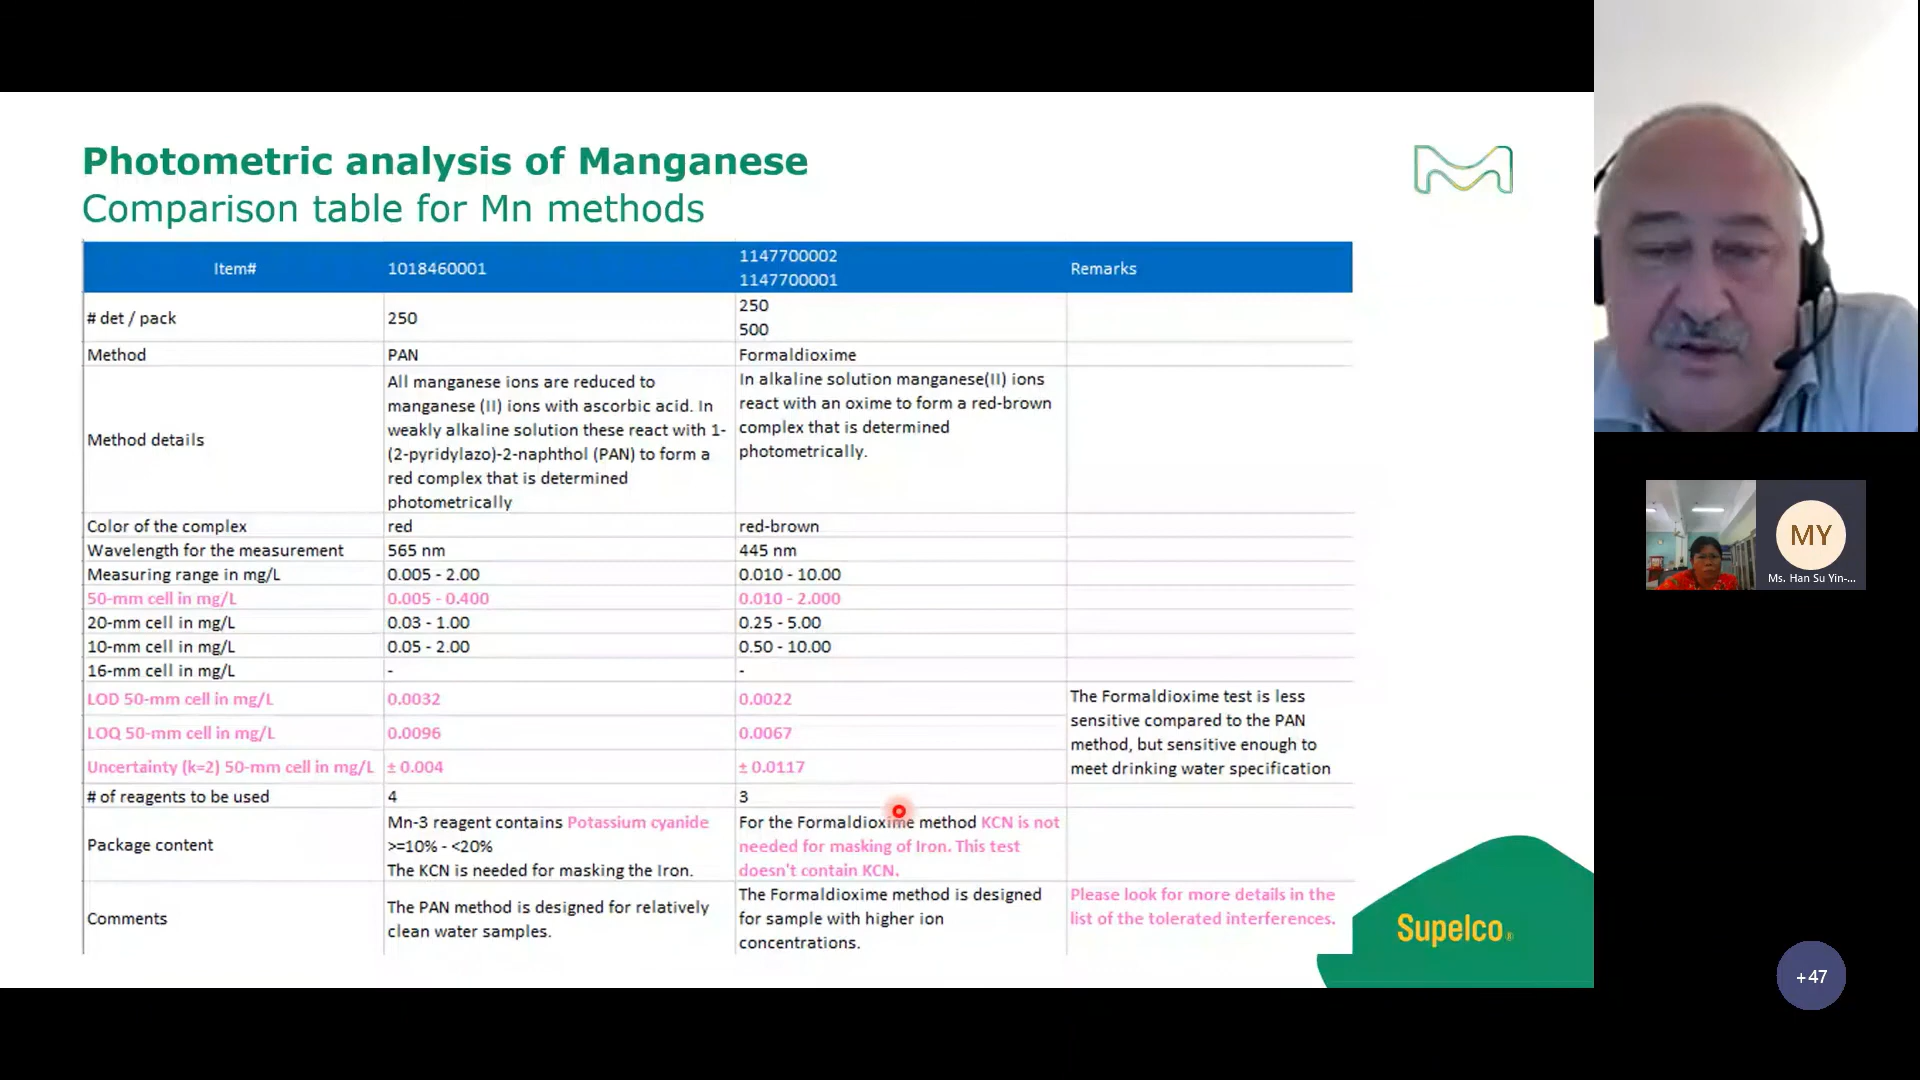 Photometric analysis of Manganese
Comparison table for Mn methods
Item#
1018460001
1147700002
1147700001
Remarks
# det / pack
250
250
500
Method
PAN
Formaldioxime
Method details
All manganese ions are reduced to
manganese (II) ions with ascorbic acid. In
weakly alkaline solution these react with 1-
(2-pyridylazo)-2-naphthol (PAN) to form a
red complex that is determined
photometrically
In alkaline solution manganese(II) ions
react with an oxime to form a red-brown
complex that is determined
photometrically.
Color of the complex
red
red-brown
Wavelength for the measurement
565 nm
445 nm
Measuring range in mg/L
0.005 - 2.00
0.010 - 10.00
50-mm cell in mg/L
0.005 - 0.400
0.010 - 2.000
20-mm cell in mg/L
0.03 - 1.00
0.25 - 5.00
10-mm cell in mg/L
0.05 - 2.00
0.50 - 10.00
16-mm cell in mg/L
-
-
LOD 50-mm cell in mg/L
0.0032
0.0022
LOQ 50-mm cell in mg/L
0.0096
0.0067
Uncertainty (k=2) 50-mm cell in mg/L
± 0.004
± 0.0117
The Formaldioxime test is less
sensitive compared to the PAN
method, but sensitive enough to
meet drinking water specification
# of reagents to be used
4
3
Package content
Mn-3 reagent contains Potassium cyanide
>=10% - <20%
The KCN is needed for masking the Iron.
For the Formaldioxime method KCN is not
needed for masking of Iron. This test
doesn't contain KCN.
Comments
The PAN method is designed for relatively
clean water samples.
The Formaldioxime method is designed
for sample with higher ion
concentrations.
Please look for more details in the
list of the tolerated interferences.
Supelco®
MY
Ms. Han Su Yin-...
+47